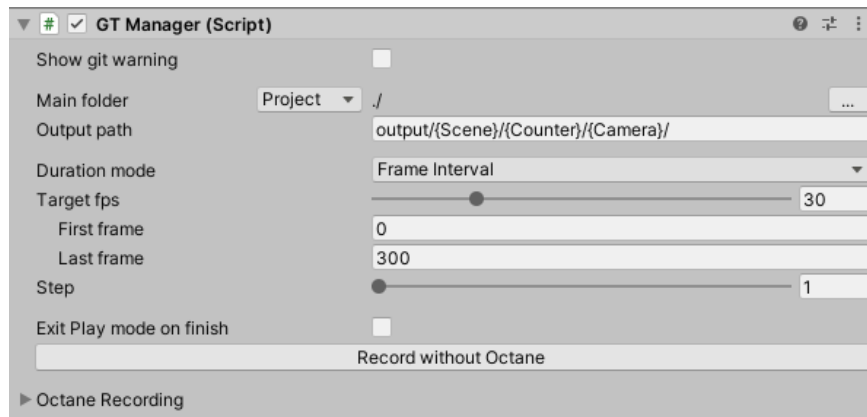 # GT Manager (Script)
Show git warning
Main folder Project ./ ...
Output path output/{Scene}/{Counter}/{Camera}/
Duration mode Frame Interval
Target fps 30
First frame 0
Last frame 300
Step 1
Exit Play mode on finish
Record without Octane
Octane Recording